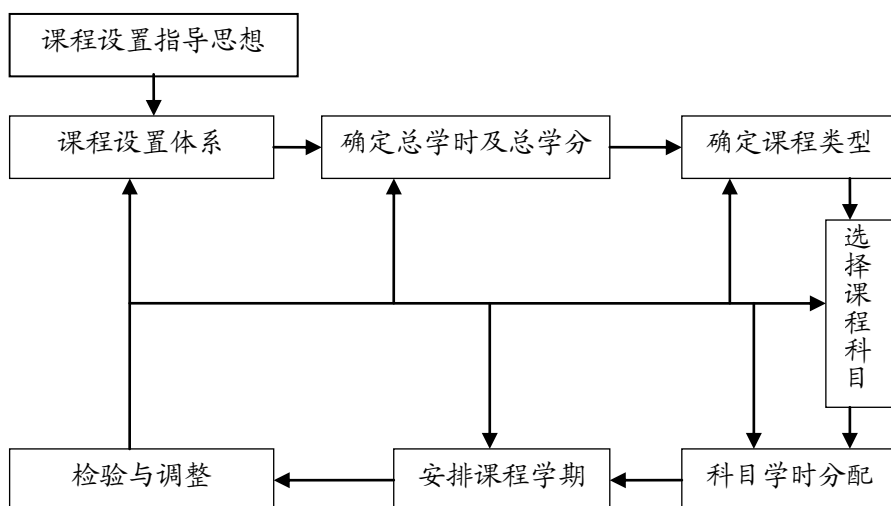 课程设置指导思想
课程设置体系
确定总学时及总学分
确定课程类型
选择课程科目
检验与调整
安排课程学期
科目学时分配